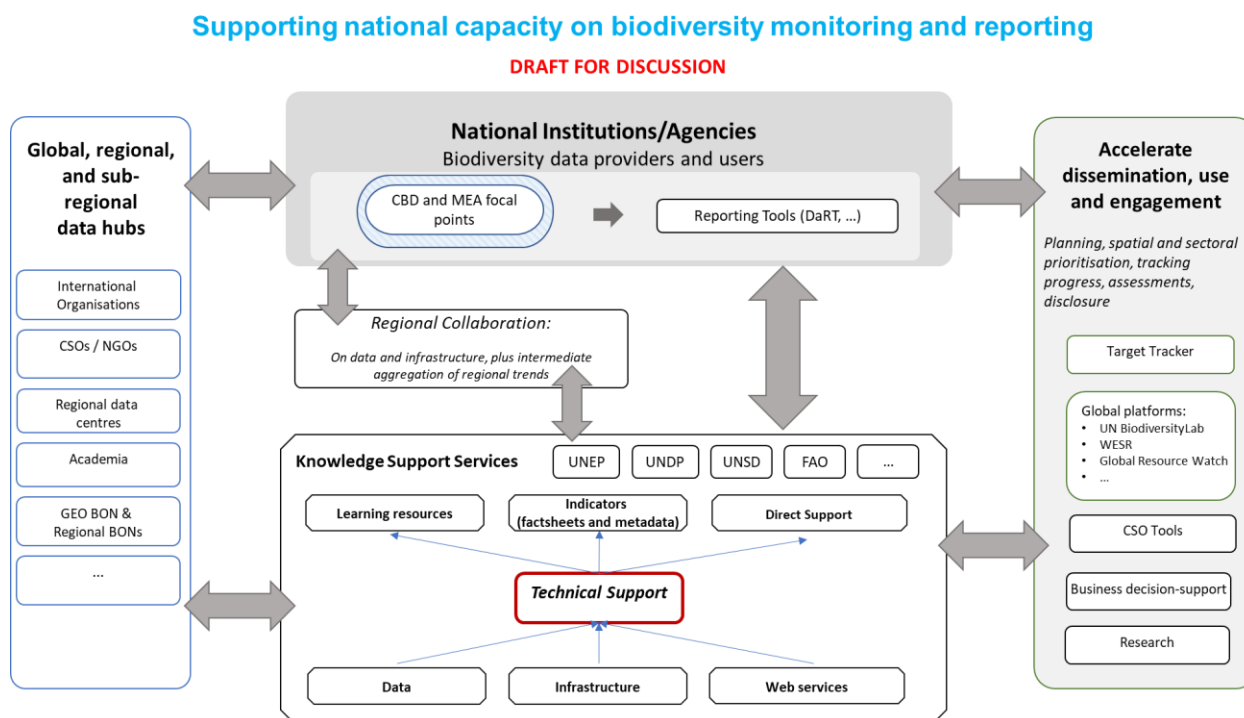 Supporting national capacity on biodiversity monitoring and reporting
DRAFT FOR DISCUSSION
Global, regional,
and sub-
regional
data hubs
International
Organisations
CSOs / NGOs
Regional data
centres
Academia
GEO BON &
Regional BONs
...
National Institutions/Agencies
Biodiversity data providers and users
CBD and MEA focal
points
Reporting Tools (DaRT, ...)
Regional Collaboration:
On data and infrastructure, plus intermediate
aggregation of regional trends
Knowledge Support Services
UNEP
UNDP
UNSD
FAO
...
Learning resources
Indicators
(factsheets and metadata)
Direct Support
Technical Support
Data
Infrastructure
Web services
Accelerate
dissemination, use
and engagement
Planning, spatial and sectoral
prioritisation, tracking
progress, assessments,
disclosure
Target Tracker
Global platforms:
• UN BiodiversityLab
• WESR
• Global Resource Watch
• ...
CSO Tools
Business decision-support
Research